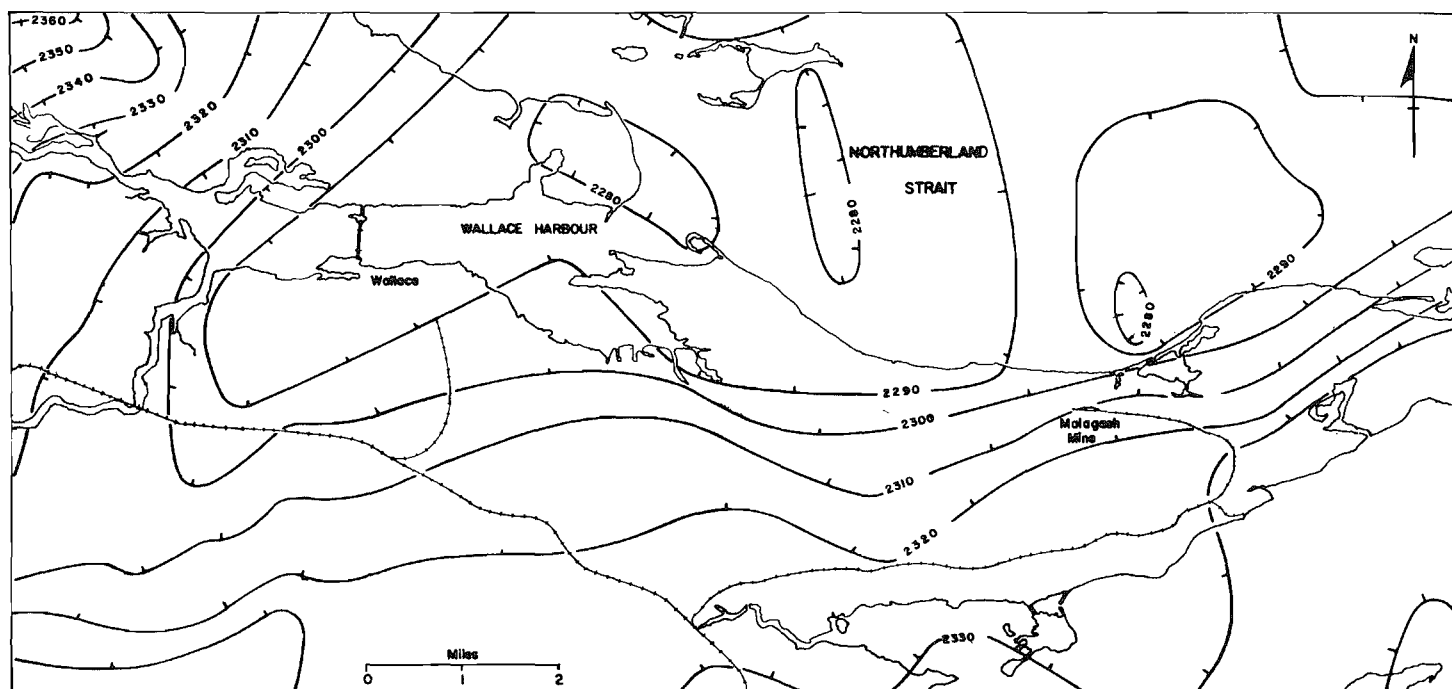 2360
2350
2340
2330
2320
2310
2300
N
NORTHUMBERLAND
STRAIT
2280
2280
WALLACE HARBOUR
Wallace
2290
2280
2290
2300
Malagash
Mine
2310
2320
2330
Miles
0 1 2